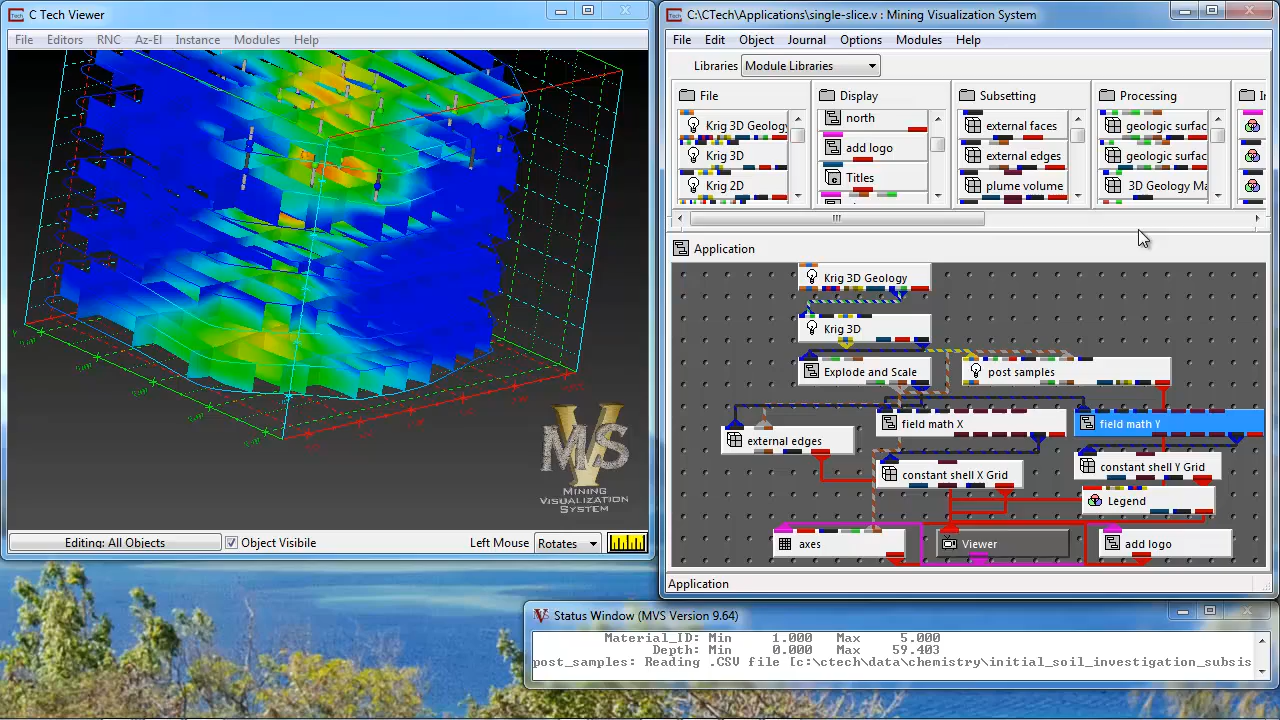 C Tech Viewer
File Editors RNC Az-El Instance Modules Help
MVS
MINING
VISUALIZATION
SYSTEM
Editing: All Objects
Object Visibile
Left Mouse
Rotates
C:\CTech\Applications\single-slice.v : Mining Visualization System
File Edit Object Journal Options Modules Help
Libraries Module Libraries
File
Krig 3D Geology
Krig 3D
Krig 2D
Display
north
add logo
Titles
Subsetting
external faces
external edges
plume volume
Processing
geologic surfac
geologic surfac
3D Geology Ma
Application
Krig 3D Geology
Krig 3D
Explode and Scale
post samples
external edges
field math X
field math Y
constant shell X Grid
constant shell Y Grid
Legend
axes
Viewer
add logo
Application
Status Window (MVS Version 9.64)
Material_ID: Min 1.000 Max 5.000
Depth: Min 0.000 Max 59.403
post_samples: Reading .CSV file [c:\ctech\data\chemistry\initial_soil_investigation_subsis